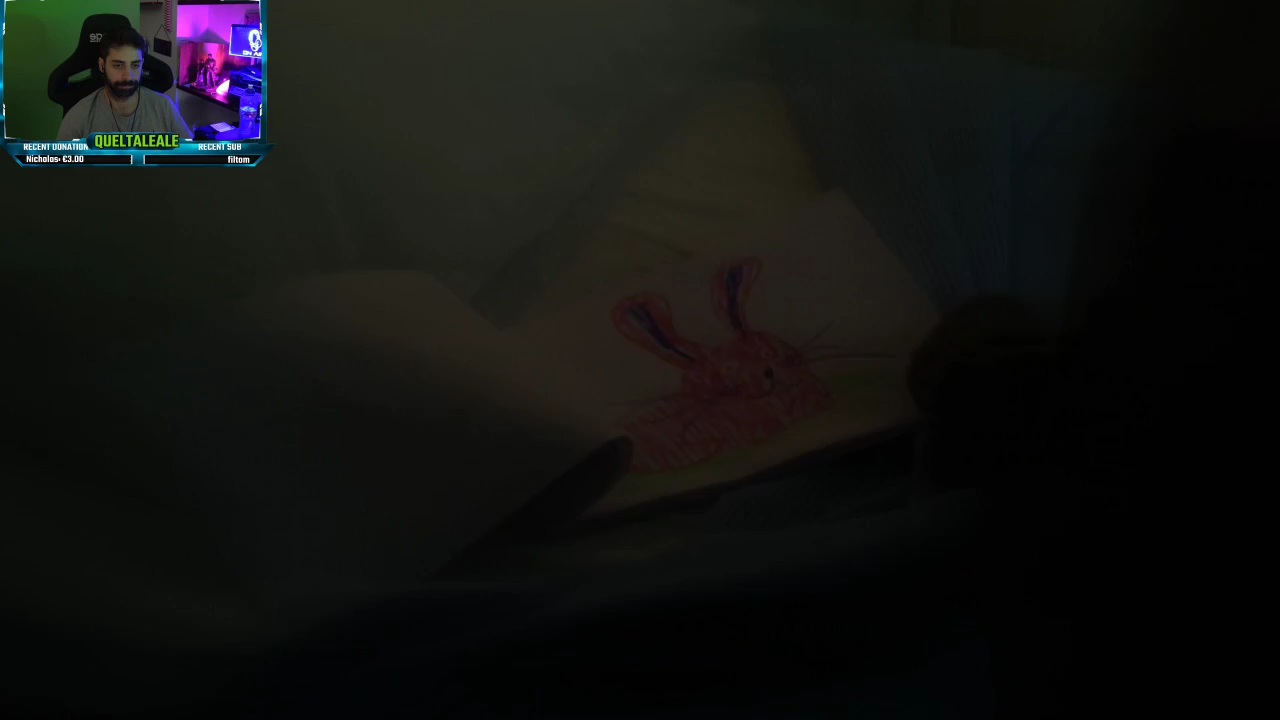 QUELTALEALE
RECENT DONATION
RECENT SUB
Nicholas: €3.00
filtom